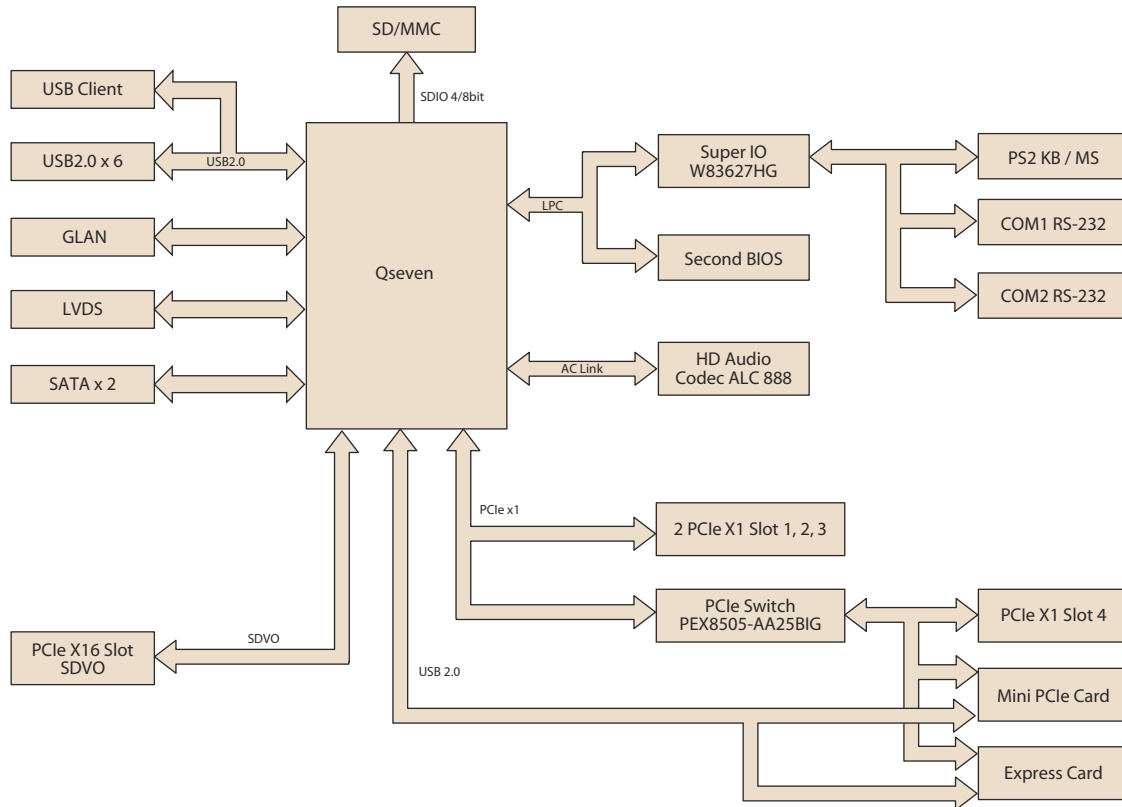 SD/MMC
SDIO 4/8bit
USB Client
USB2.0 x 6
USB2.0
GLAN
LVDS
SATA x 2
Qseven
LPC
Super IO
W83627HG
Second BIOS
PS2 KB / MS
COM1 RS-232
COM2 RS-232
AC Link
HD Audio
Codec ALC 888
PCIe x1
2 PCIe X1 Slot 1, 2, 3
PCIe Switch
PEX8505-AA25BIG
PCIe X1 Slot 4
Mini PCIe Card
Express Card
PCIe X16 Slot
SDVO
SDVO
USB 2.0